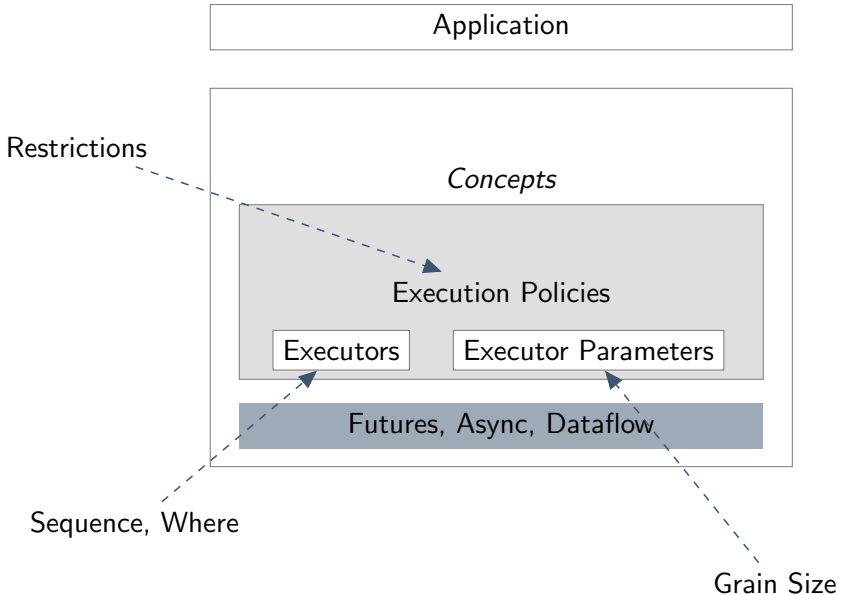 Application
Restrictions
Concepts
Execution Policies
Executors
Executor Parameters
Futures, Async, Dataflow
Sequence, Where
Grain Size